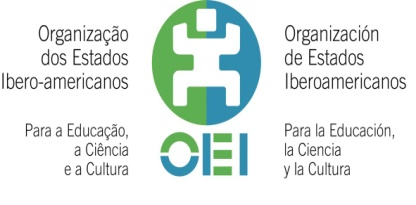 Organização
dos Estados
Ibero-americanos
Para a Educação,
a Ciência
e a Cultura
OEI
Organización
de Estados
Iberoamericanos
Para la Educación,
la Ciencia
y la Cultura